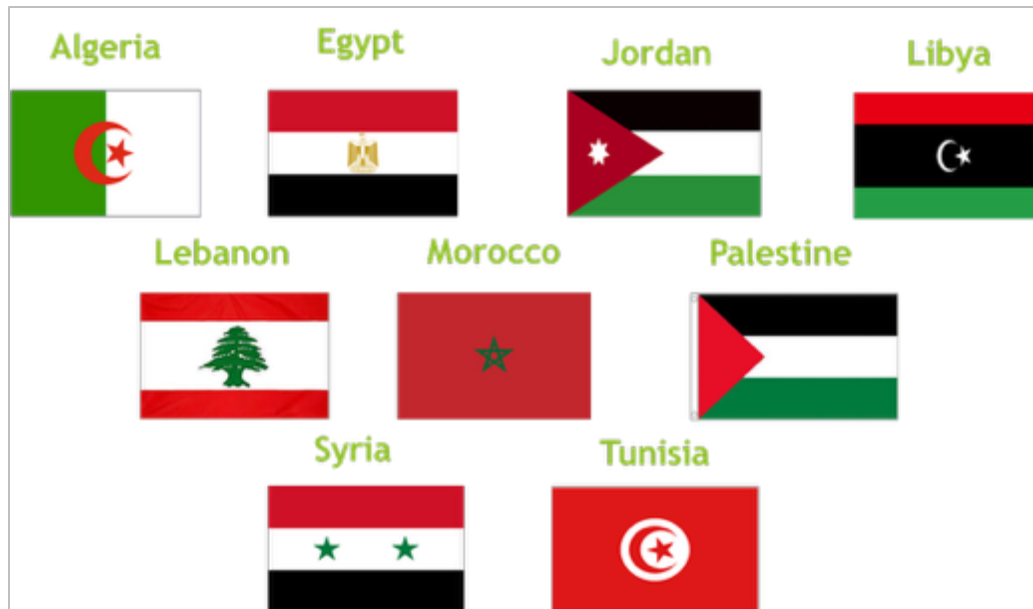 Algeria
Egypt
Jordan
Libya
Lebanon
Morocco
Palestine
Syria
Tunisia